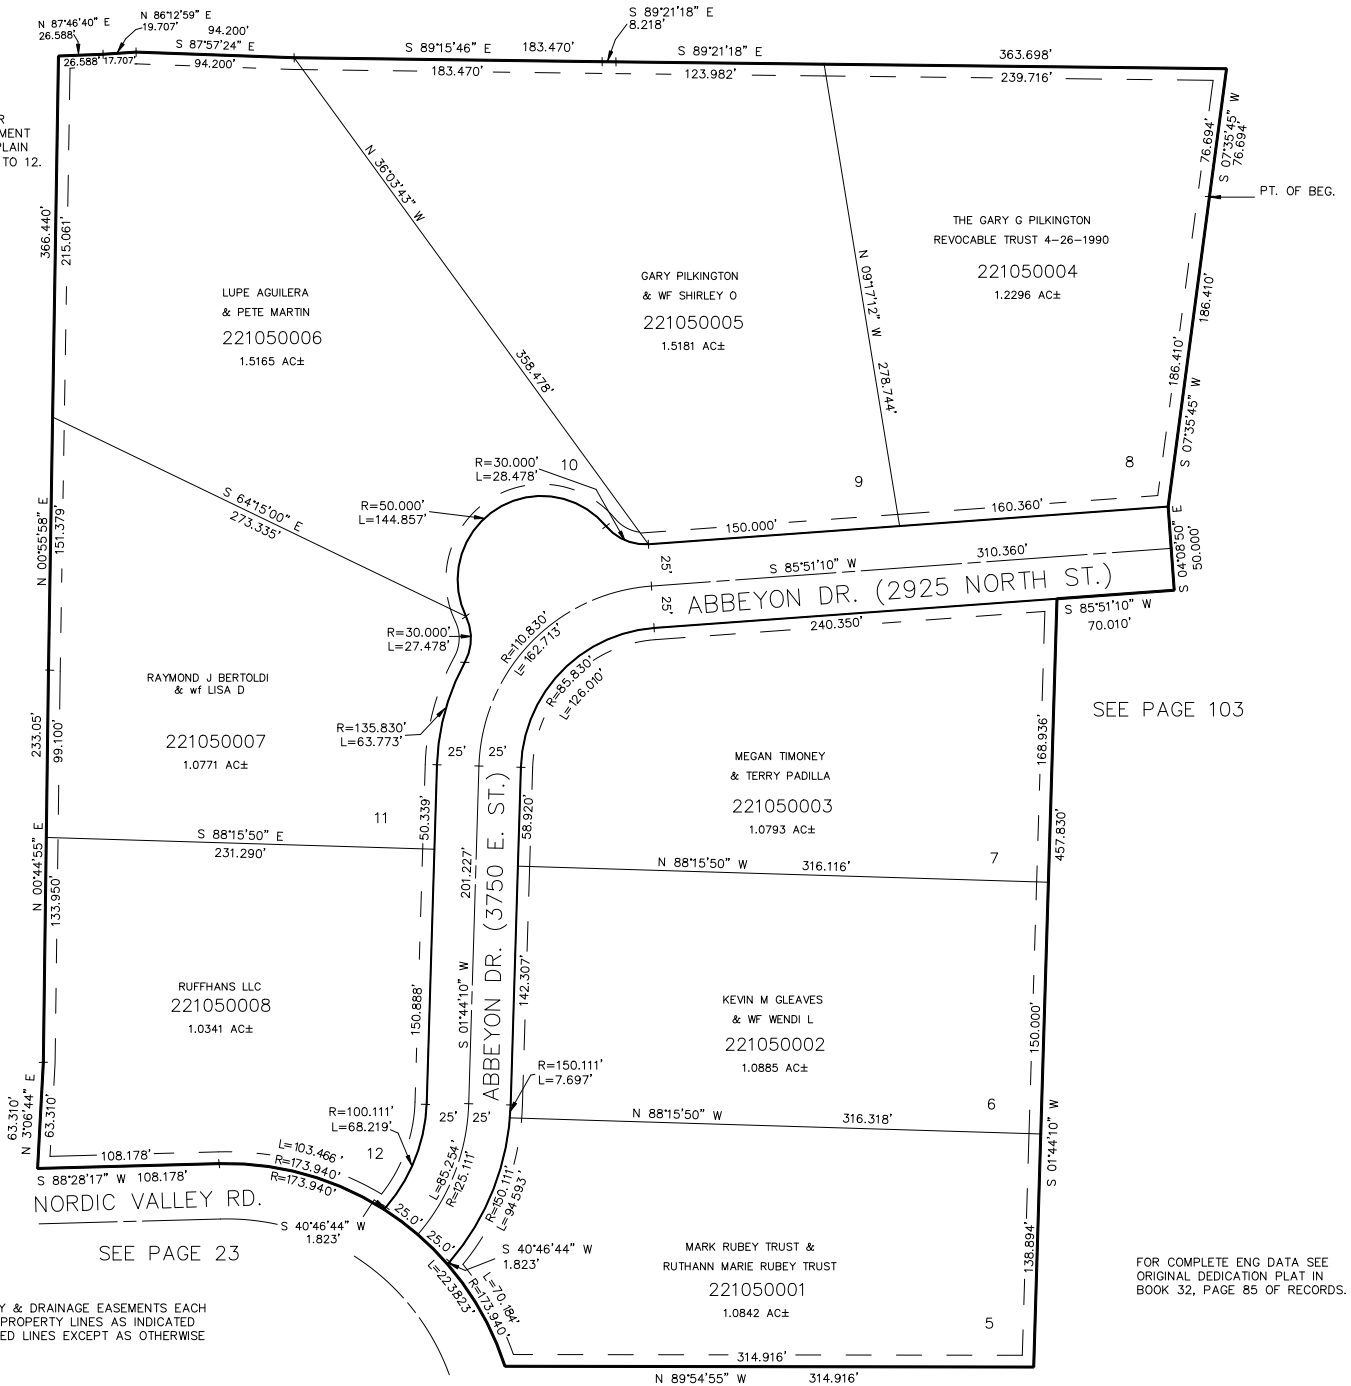 N 87°46'40" E
26.588'
N 86°12'59" E
19.707'
94.200'
S 87°57'24" E
S 89°15'46" E 183.470'
S 89°21'18" E
8.218'
S 89°21'18" E
363.698'
26.588'
17.707'
94.200'
183.470'
123.982'
239.716'
R
MENT
PLAIN
TO 12.
366.440'
215.061'
N 36°03'43" W
358.478'
N 09°17'12" W
278.744'
76.694'
S 07°35'45" W
76.694'
PT. OF BEG.
186.410'
186.410'
S 07°35'45" W
LUPE AGUILERA
& PETE MARTIN
221050006
1.5165 AC±
GARY PILKINGTON
& WF SHIRLEY O
221050005
1.5181 AC±
THE GARY G PILKINGTON
REVOCABLE TRUST 4-26-1990
221050004
1.2296 AC±
10
9
8
R=30.000'
L=28.478'
R=50.000'
L=144.857'
S 64°15'00" E
273.335'
N 00°55'58" E
151.379'
150.000'
160.360'
25'
25'
S 85°51'10" W
310.360'
ABBEYON DR. (2925 NORTH ST.)
S 04°08'50" E
50.000'
S 85°51'10" W
70.010'
240.350'
R=30.000'
L=27.478'
R=110.830'
L=162.713'
R=85.830'
L=126.010'
RAYMOND J BERTOLDI
& wf LISA D
221050007
1.0771 AC±
233.05'
99.100'
R=135.830'
L=63.773'
25'
25'
SEE PAGE 103
168.936'
457.830'
MEGAN TIMONEY
& TERRY PADILLA
221050003
1.0793 AC±
11
50.339'
58.920'
S 88°15'50" E
231.290'
N 00°44'55" E
133.950'
201.227'
S 01°44'10" W
ABBEYON DR. (3750 E. ST.)
N 88°15'50" W
316.116'
7
RUFFHANS LLC
221050008
1.0341 AC±
150.888'
142.307'
KEVIN M GLEAVES
& WF WENDI L
221050002
1.0885 AC±
150.000'
R=150.111'
L=7.697'
25'
25'
N 88°15'50" W
316.318'
6
63.310'
N 3°06'44" E
63.310'
R=100.111'
L=68.219'
12
L=103.466'
R=173.940'
R=173.940'
108.178'
S 88°28'17" W 108.178'
NORDIC VALLEY RD.
SEE PAGE 23
L=85.254'
R=125.111'
R=150.111'
L=94.593'
S 40°46'44" W
1.823'
25.0'
25.0'
S 40°46'44" W
1.823'
L=70.184'
R=173.940'
L=223.823'
MARK RUBEY TRUST &
RUTHANN MARIE RUBEY TRUST
221050001
1.0842 AC±
5
138.894'
S 01°44'10" W
314.916'
N 89°54'55" W
314.916'
Y & DRAINAGE EASEMENTS EACH
PROPERTY LINES AS INDICATED
ED LINES EXCEPT AS OTHERWISE
FOR COMPLETE ENG DATA SEE
ORIGINAL DEDICATION PLAT IN
BOOK 32, PAGE 85 OF RECORDS.